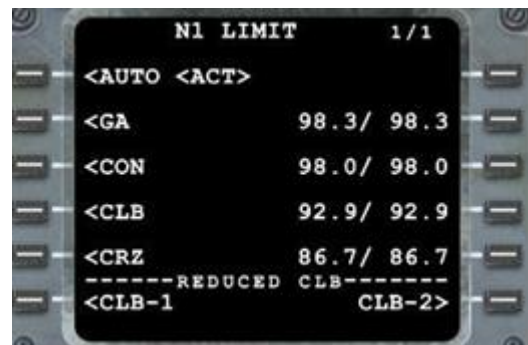 N1 LIMIT 1/1
<AUTO <ACT>
<GA 98.3/ 98.3
<CON 98.0/ 98.0
<CLB 92.9/ 92.9
<CRZ 86.7/ 86.7
------REDUCED CLB-------
<CLB-1 CLB-2>